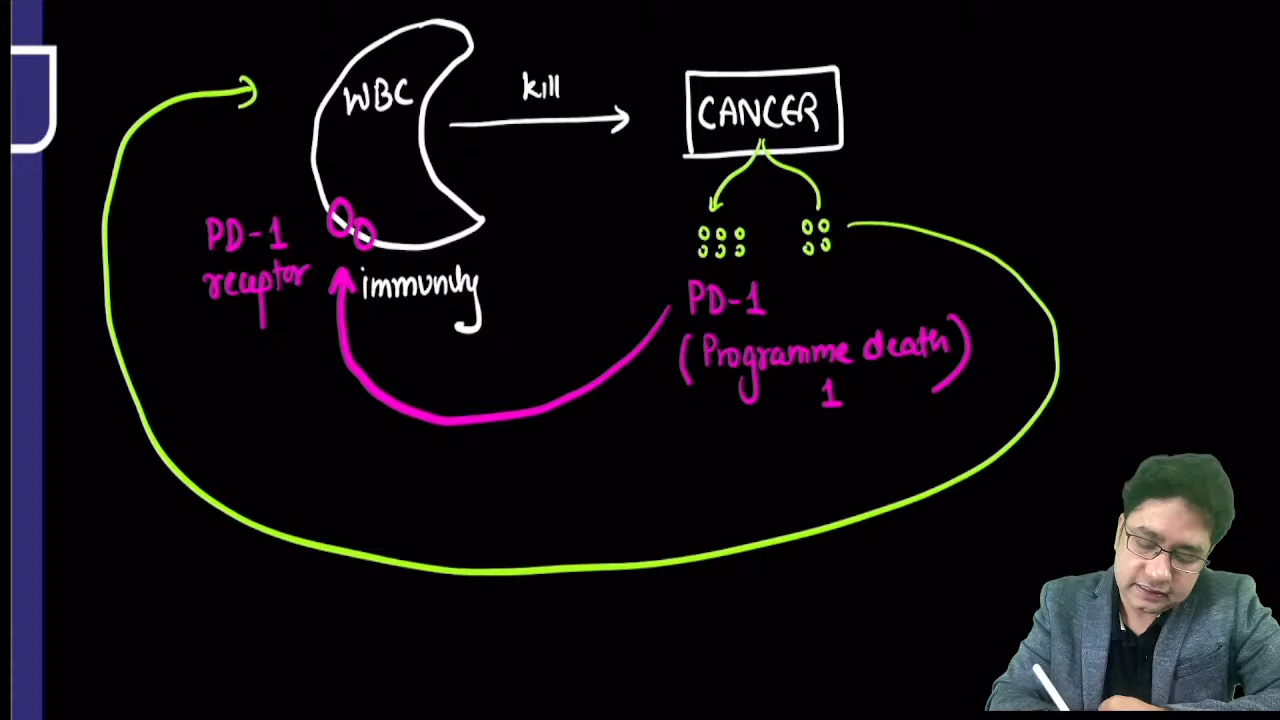 WBC
kill
CANCER
PD-1
receptor
immunity
PD-1
(Programme death)
1